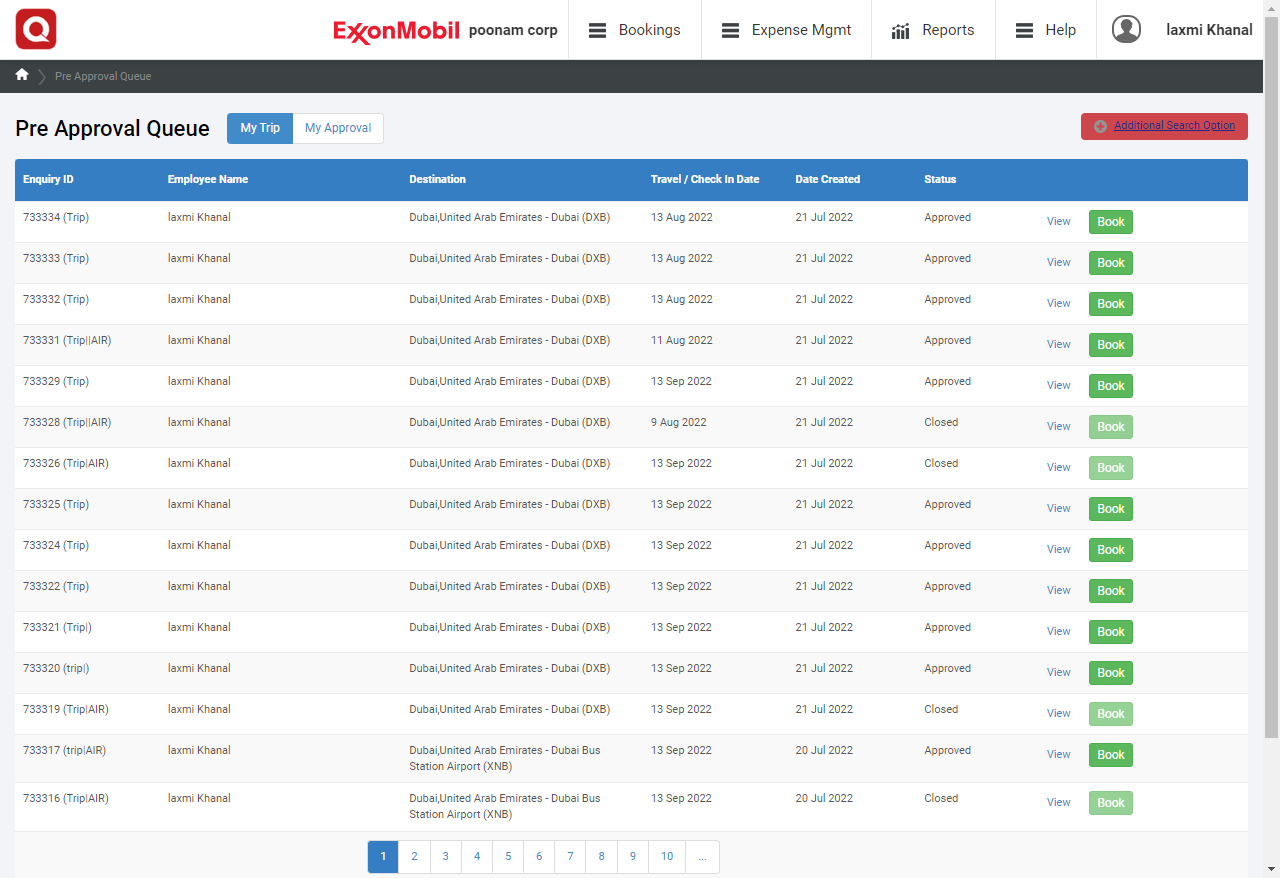 Q
ExxonMobil poonam corp Bookings Expense Mgmt Reports Help laxmi Khanal
Pre Approval Queue
Pre Approval Queue My Trip My Approval Additional Search Option
Enquiry ID Employee Name Destination Travel / Check In Date Date Created Status
733334 (Trip) laxmi Khanal Dubai,United Arab Emirates - Dubai (DXB) 13 Aug 2022 21 Jul 2022 Approved View Book
733333 (Trip) laxmi Khanal Dubai,United Arab Emirates - Dubai (DXB) 13 Aug 2022 21 Jul 2022 Approved View Book
733332 (Trip) laxmi Khanal Dubai,United Arab Emirates - Dubai (DXB) 13 Aug 2022 21 Jul 2022 Approved View Book
733331 (Trip||AIR) laxmi Khanal Dubai,United Arab Emirates - Dubai (DXB) 11 Aug 2022 21 Jul 2022 Approved View Book
733329 (Trip) laxmi Khanal Dubai,United Arab Emirates - Dubai (DXB) 13 Sep 2022 21 Jul 2022 Approved View Book
733328 (Trip||AIR) laxmi Khanal Dubai,United Arab Emirates - Dubai (DXB) 9 Aug 2022 21 Jul 2022 Closed View Book
733326 (Trip|AIR) laxmi Khanal Dubai,United Arab Emirates - Dubai (DXB) 13 Sep 2022 21 Jul 2022 Closed View Book
733325 (Trip) laxmi Khanal Dubai,United Arab Emirates - Dubai (DXB) 13 Sep 2022 21 Jul 2022 Approved View Book
733324 (Trip) laxmi Khanal Dubai,United Arab Emirates - Dubai (DXB) 13 Sep 2022 21 Jul 2022 Approved View Book
733322 (Trip) laxmi Khanal Dubai,United Arab Emirates - Dubai (DXB) 13 Sep 2022 21 Jul 2022 Approved View Book
733321 (Trip|) laxmi Khanal Dubai,United Arab Emirates - Dubai (DXB) 13 Sep 2022 21 Jul 2022 Approved View Book
733320 (trip|) laxmi Khanal Dubai,United Arab Emirates - Dubai (DXB) 13 Sep 2022 21 Jul 2022 Approved View Book
733319 (Trip|AIR) laxmi Khanal Dubai,United Arab Emirates - Dubai (DXB) 13 Sep 2022 21 Jul 2022 Closed View Book
733317 (trip|AIR) laxmi Khanal Dubai,United Arab Emirates - Dubai Bus 13 Sep 2022 20 Jul 2022 Approved View Book
Station Airport (XNB)
733316 (Trip|AIR) laxmi Khanal Dubai,United Arab Emirates - Dubai Bus 13 Sep 2022 20 Jul 2022 Closed View Book
Station Airport (XNB)
1 2 3 4 5 6 7 8 9 10 ...